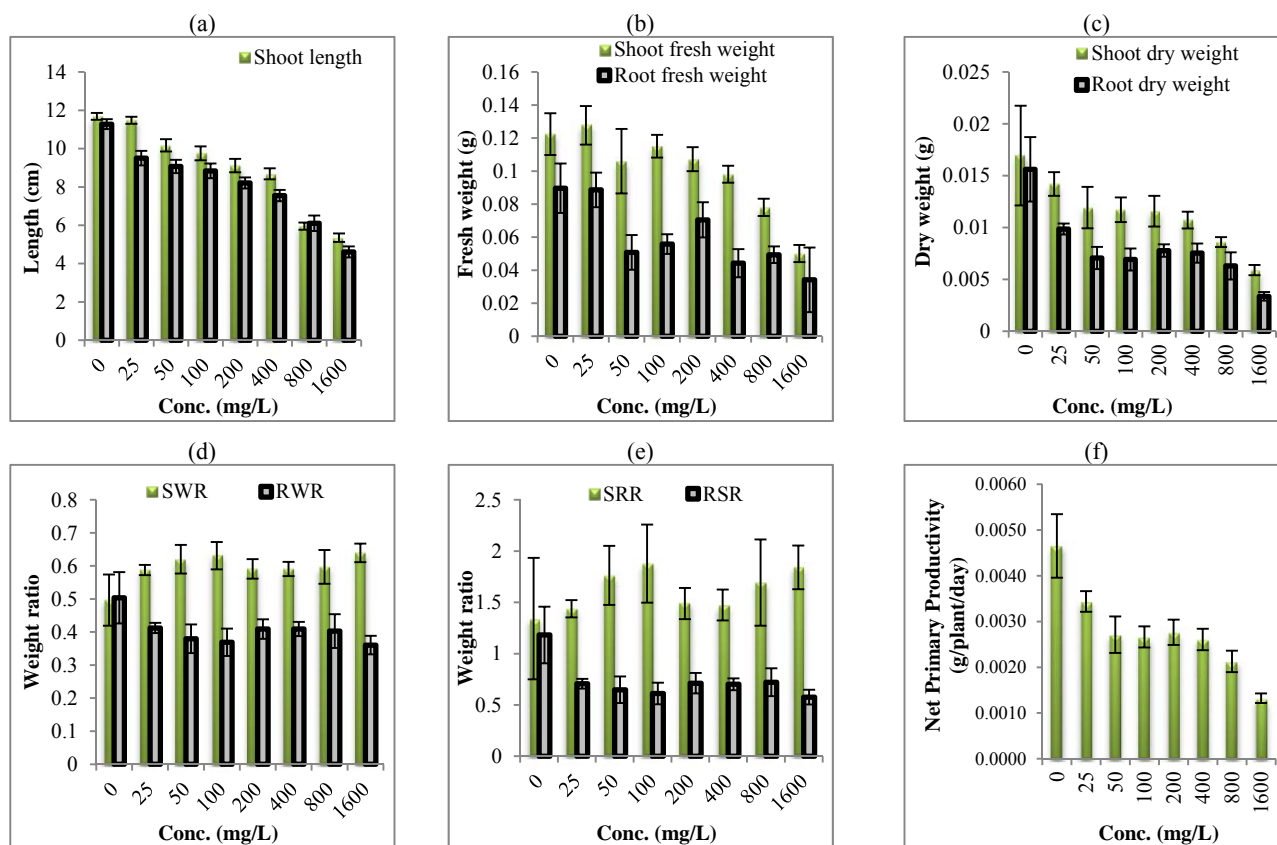 (a)
Shoot length
14
12
10
8
6
4
2
0
Length (cm)
0 25 50 100 200 400 800 1600
Conc. (mg/L)
(b)
Shoot fresh weight
Root fresh weight
0.16
0.14
0.12
0.1
0.08
0.06
0.04
0.02
0
Fresh weight (g)
0 25 50 100 200 400 800 1600
Conc. (mg/L)
(c)
Shoot dry weight
Root dry weight
0.025
0.02
0.015
0.01
0.005
0
Dry weight (g)
0 25 50 100 200 400 800 1600
Conc. (mg/L)
(d)
SWR RWR
0.8
0.7
0.6
0.5
0.4
0.3
0.2
0.1
0
Weight ratio
0 25 50 100 200 400 800 1600
Conc. (mg/L)
(e)
SRR RSR
2.5
2
1.5
1
0.5
0
Weight ratio
0 25 50 100 200 400 800 1600
Conc. (mg/L)
(f)
0.0060
0.0050
0.0040
0.0030
0.0020
0.0010
0.0000
Net Primary Productivity
(g/plant/day)
0 25 50 100 200 400 800 1600
Conc. (mg/L)